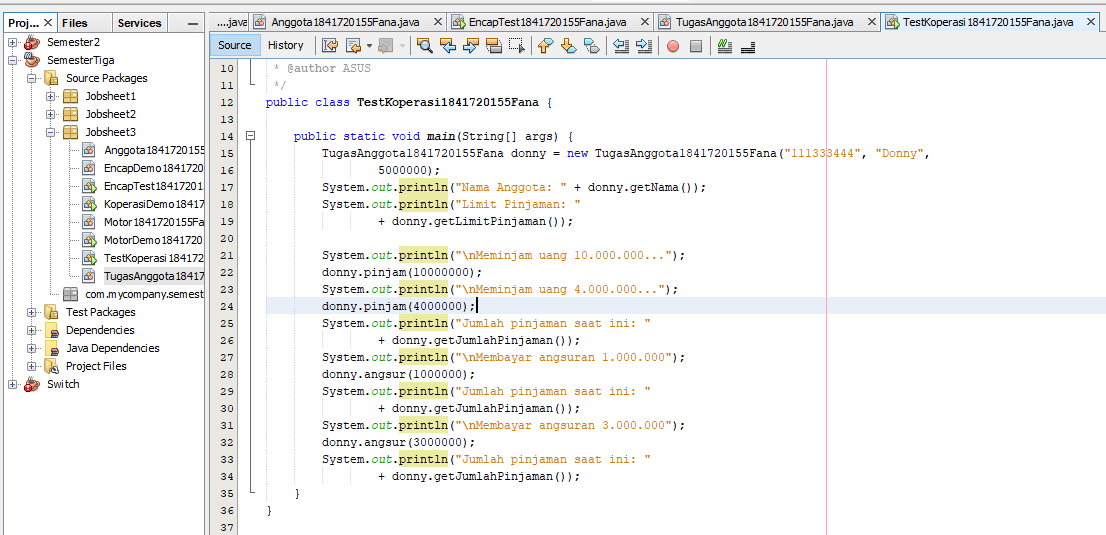 Proj... × Files Services
....java Anggota1841720155Fana.java EncapTest1841720155Fana.java TugasAnggota1841720155Fana.java TestKoperasi1841720155Fana.java
Source History
Semester2
SemesterTiga
Source Packages
Jobsheet1
Jobsheet2
Jobsheet3
Anggota1841720155
EncapDemo1841720
EncapTest1841720
KoperasiDemo1841
Motor1841720155Fa
MotorDemo1841720
TestKoperasi184172
TugasAnggota18417
com.mycompany.semest
Test Packages
Dependencies
Java Dependencies
Project Files
Switch
10 * @author ASUS
11 */
12 public class TestKoperasi1841720155Fana {
13
14 public static void main(String[] args) {
15 TugasAnggota1841720155Fana donny = new TugasAnggota1841720155Fana("111333444", "Donny",
16 5000000);
17 System.out.println("Nama Anggota: " + donny.getNama());
18 System.out.println("Limit Pinjaman: "
19 + donny.getLimitPinjaman());
20
21 System.out.println("\nMeminjam uang 10.000.000...");
22 donny.pinjam(10000000);
23 System.out.println("\nMeminjam uang 4.000.000...");
24 donny.pinjam(4000000);
25 System.out.println("Jumlah pinjaman saat ini: "
26 + donny.getJumlahPinjaman());
27 System.out.println("\nMembayar angsuran 1.000.000");
28 donny.angsur(1000000);
29 System.out.println("Jumlah pinjaman saat ini: "
30 + donny.getJumlahPinjaman());
31 System.out.println("\nMembayar angsuran 3.000.000");
32 donny.angsur(3000000);
33 System.out.println("Jumlah pinjaman saat ini: "
34 + donny.getJumlahPinjaman());
35 }
36 }
37